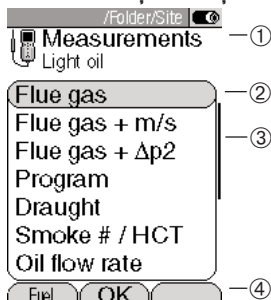 /Folder/Site
Measurements ①
Light oil
Flue gas ②
Flue gas + m/s
③
Flue gas + Δp2
Program
Draught
Smoke # / HCT
Oil flow rate
Fuel OK ④